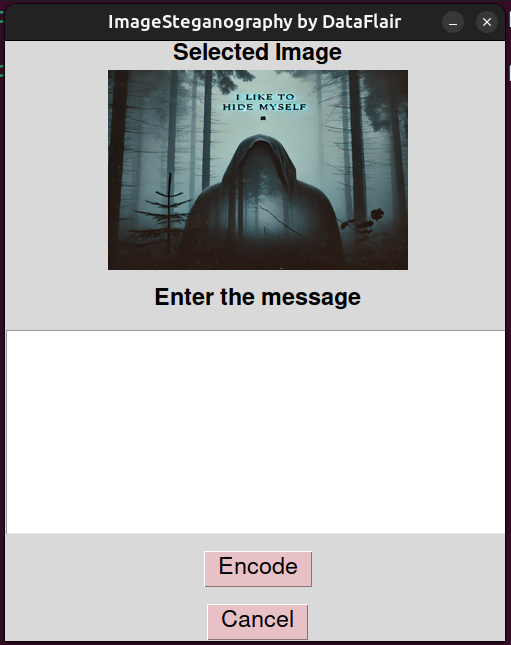 ImageSteganography by DataFlair
Selected Image
I LIKE TO
HIDE MYSELF
Enter the message
Encode
Cancel